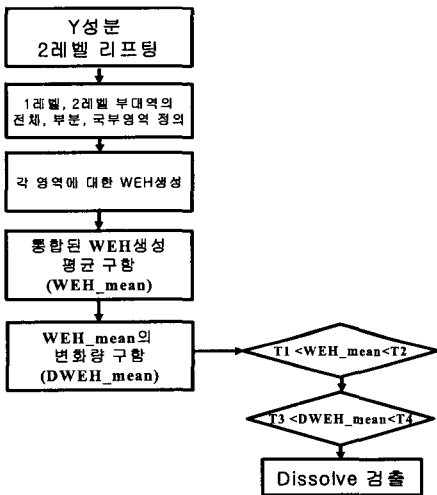 Y성분
2레벨 리프팅
1레벨, 2레벨 부대역의
전체, 부분, 국부영역 정의
각 영역에 대한 WEH생성
통합된 WEH생성
평균 구함
(WEH_mean)
WEH_mean의
변화량 구함
(DWEH_mean)
T1 <WEH_mean<T2
T3 <DWEH_mean<T4
Dissolve 검출